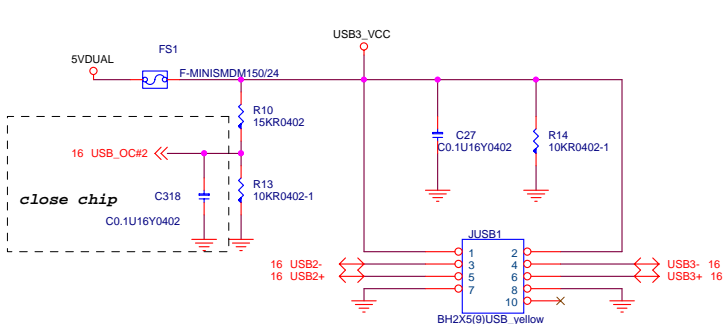 USB3_VCC
FS1
5VDUAL
F-MINISMDM150/24
R10
15KR0402
16 USB_OC#2
C27
C0.1U16Y0402
R14
10KR0402-1
close chip
C318
C0.1U16Y0402
R13
10KR0402-1
JUSB1
1 2
16 USB2- 3 4 USB3- 16
16 USB2+ 5 6 USB3+ 16
7 8
10
BH2X5(9)USB_yellow